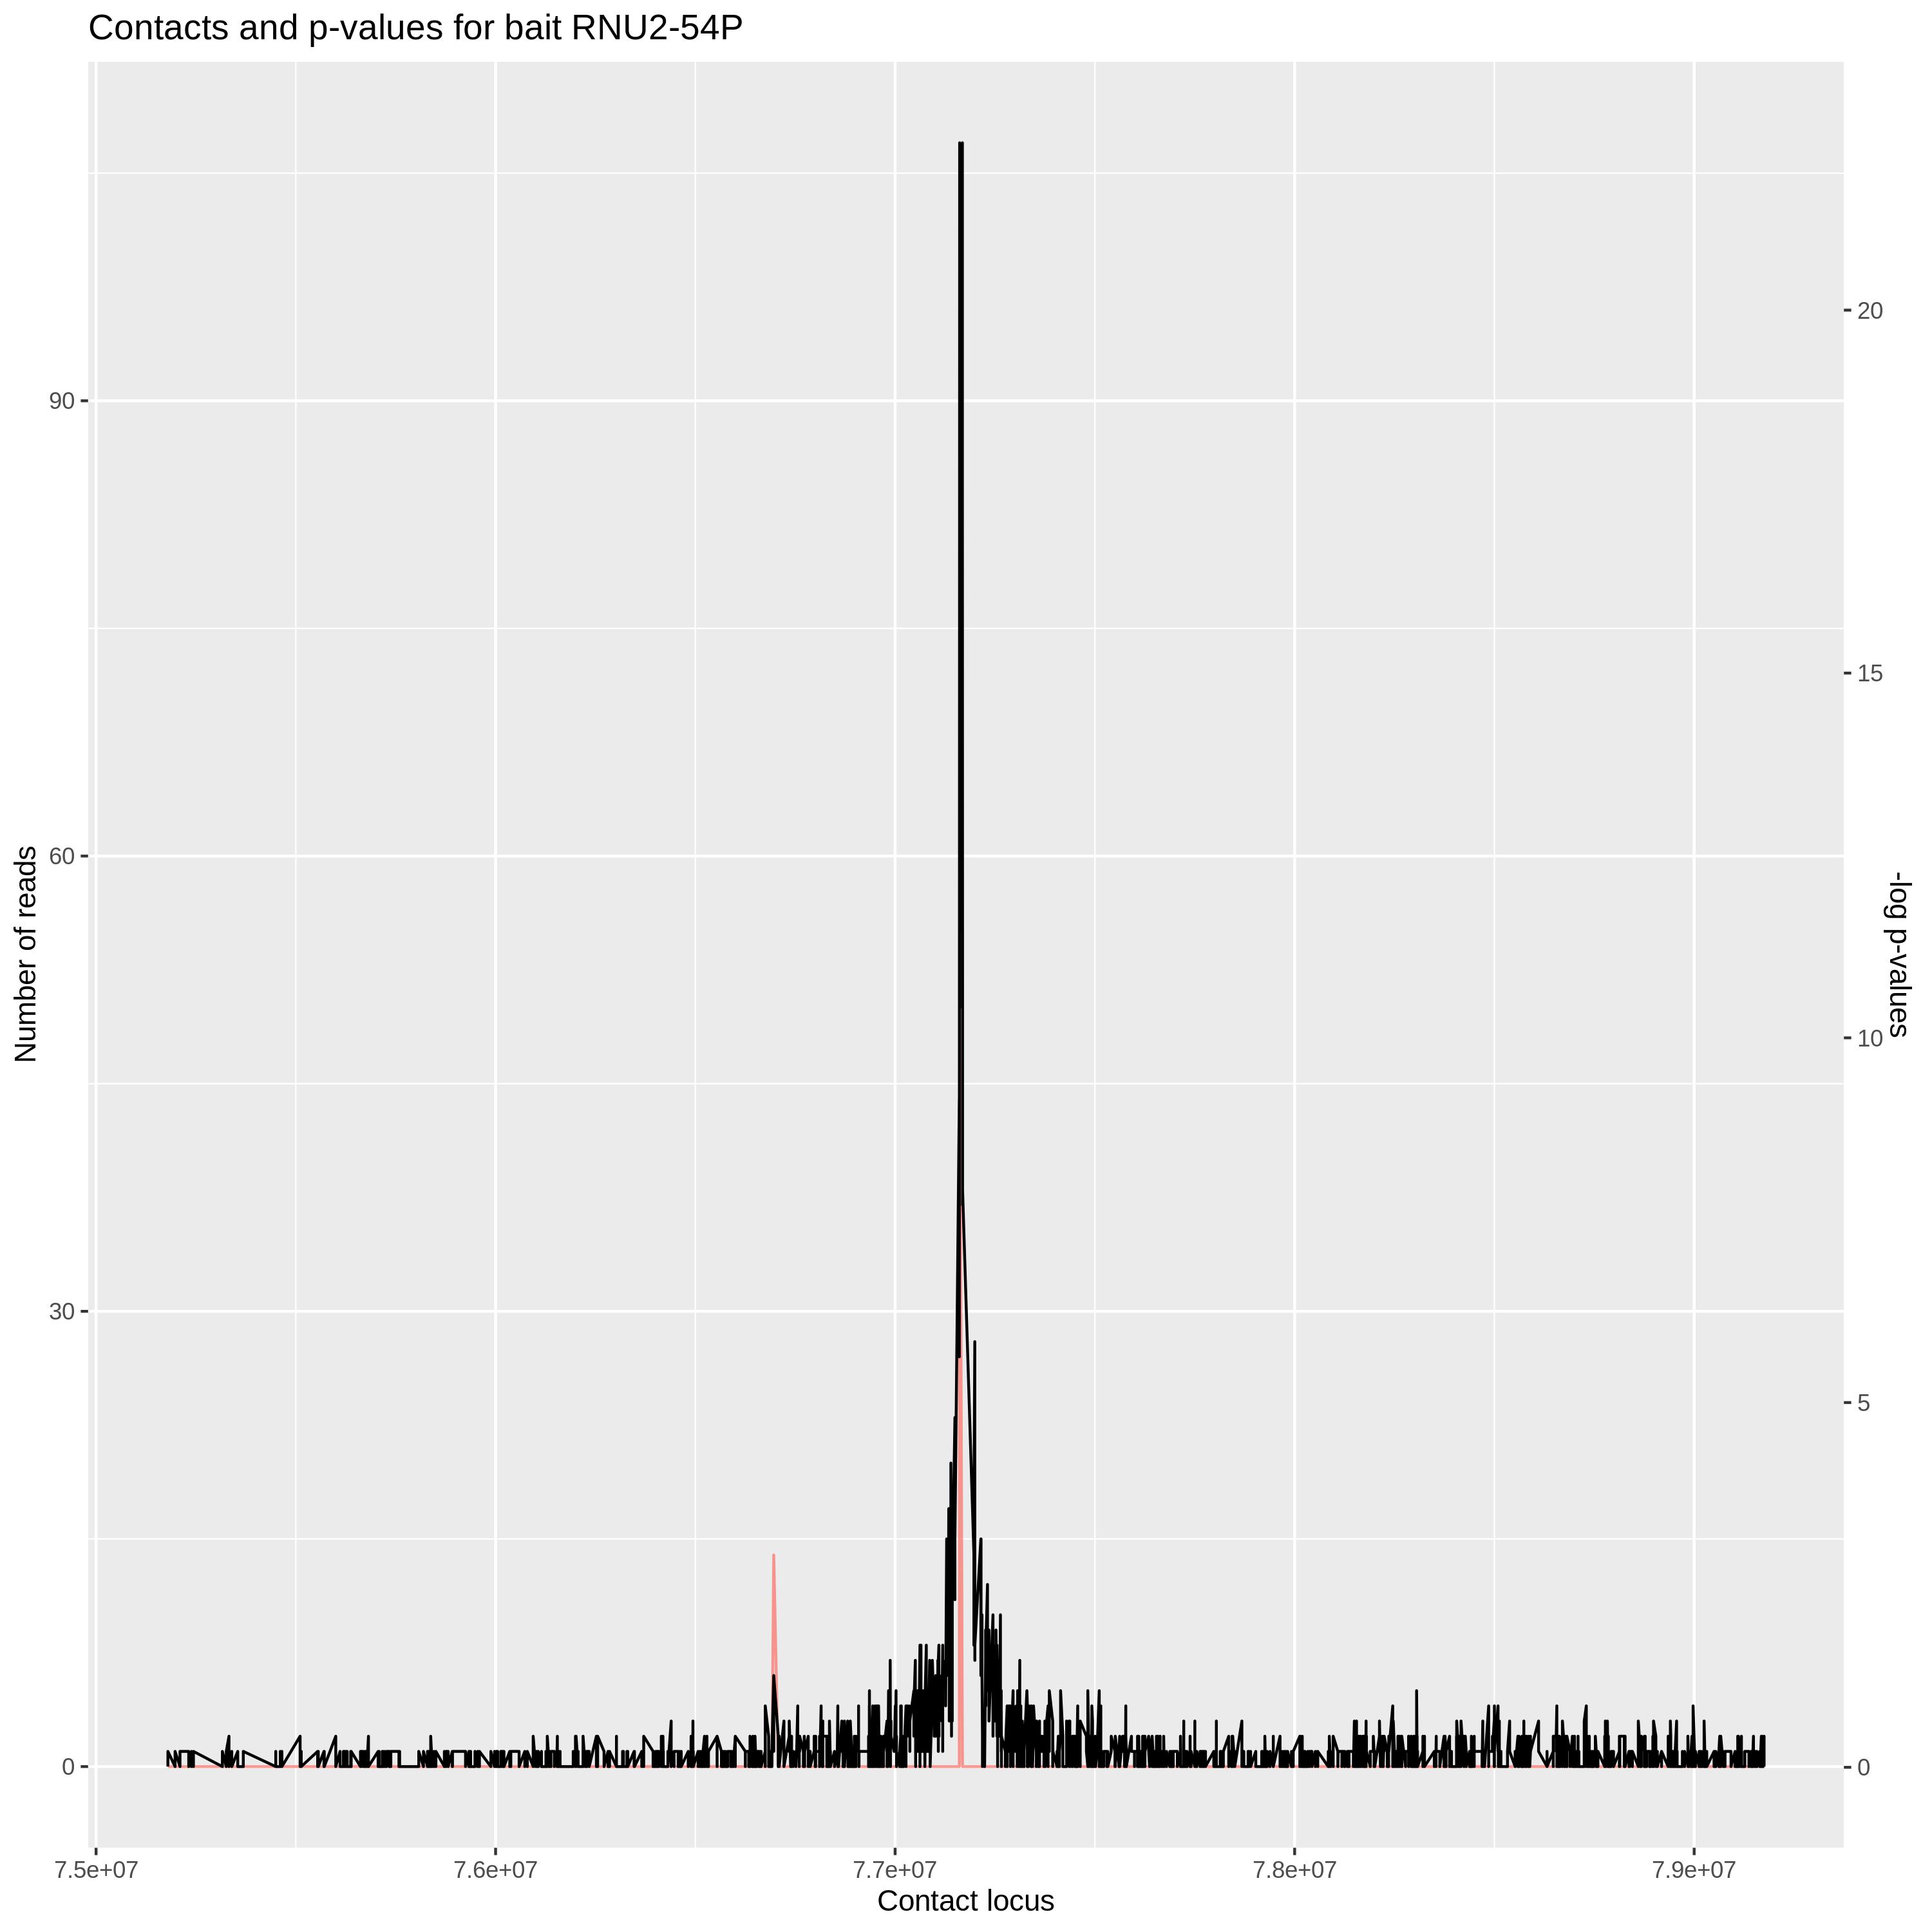 Contacts and p-values for bait RNU2-54P
Number of reads
90
60
30
0
20
15
10
5
0
-log p-values
7.5e+07
7.6e+07
7.7e+07
7.8e+07
7.9e+07
Contact locus